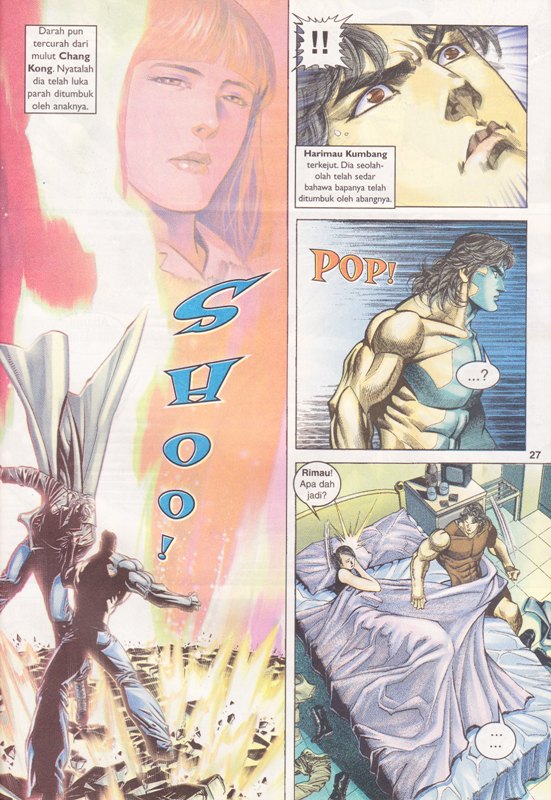 Darah pun
tercurah dari
mulut Chang
Kong. Nyatalah
dia telah luka
parah ditumbuk
oleh anaknya.
SHOO!
!!
Harimau Kumbang
terkejut. Dia seolah-
olah telah sedar
bahawa bapanya telah
ditumbuk oleh abangnya.
POP!
...?
27
Rimau!
Apa dah
jadi?
...
...